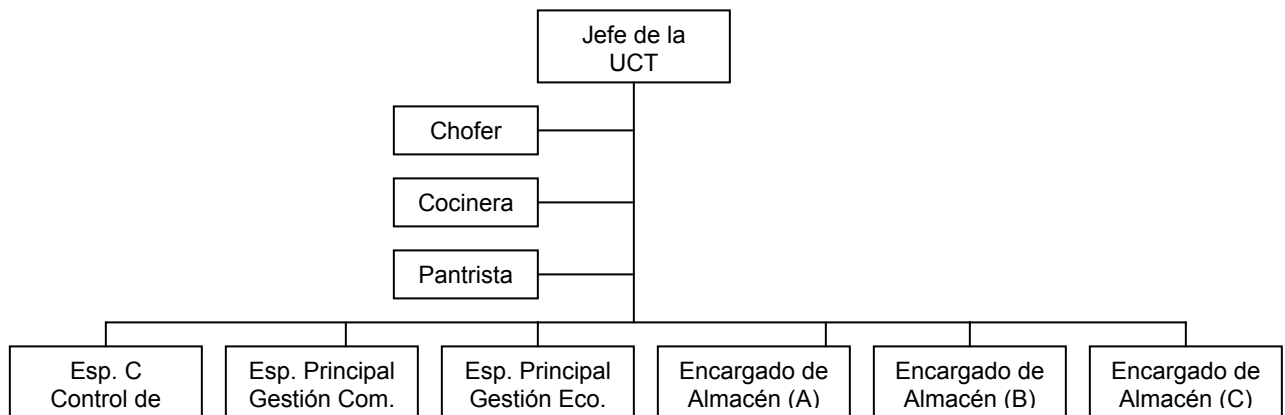 Jefe de la
UCT
Chofer
Cocinera
Pantrista
Esp. C
Control de
Esp. Principal
Gestión Com.
Esp. Principal
Gestión Eco.
Encargado de
Almacén (A)
Encargado de
Almacén (B)
Encargado de
Almacén (C)